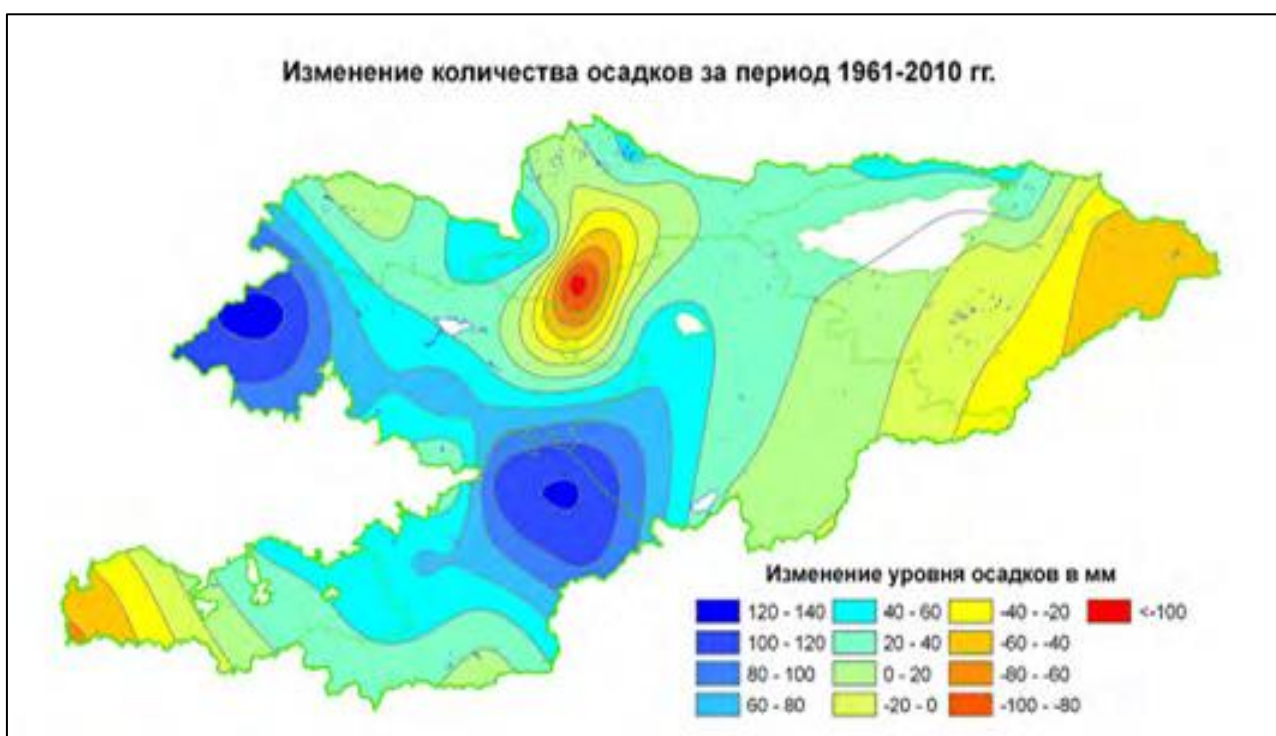 Изменение количества осадков за период 1961-2010 гг.
Изменение уровня осадков в мм
120 - 140 40 - 60 -40 - -20 <-100
100 - 120 20 - 40 -60 - -40
80 - 100 0 - 20 -80 - -60
60 - 80 -20 - 0 -100 - -80